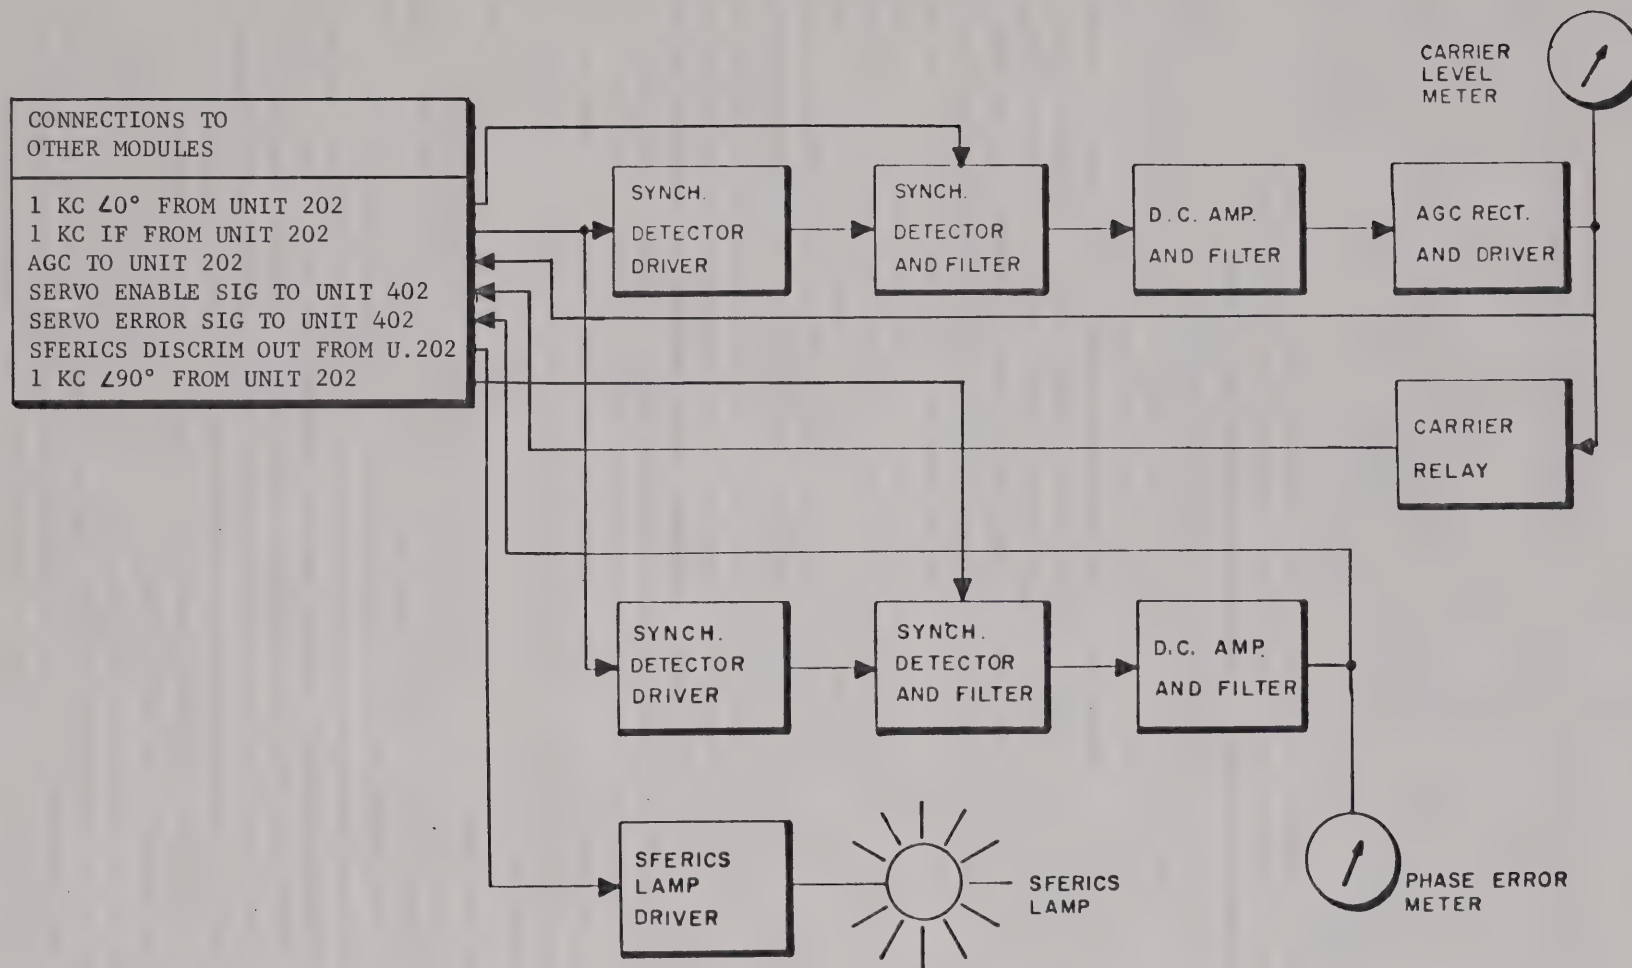 CARRIER
LEVEL
METER
CONNECTIONS TO
OTHER MODULES
1 KC ∠0° FROM UNIT 202
1 KC IF FROM UNIT 202
AGC TO UNIT 202
SERVO ENABLE SIG TO UNIT 402
SERVO ERROR SIG TO UNIT 402
SFERICS DISCRIM OUT FROM U.202
1 KC ∠90° FROM UNIT 202
SYNCH.
DETECTOR
DRIVER
SYNCH.
DETECTOR
AND FILTER
D.C. AMP.
AND FILTER
AGC RECT.
AND DRIVER
CARRIER
RELAY
SYNCH.
DETECTOR
DRIVER
SYNCH.
DETECTOR
AND FILTER
D.C. AMP.
AND FILTER
SFERICS
LAMP
DRIVER
SFERICS
LAMP
PHASE ERROR
METER